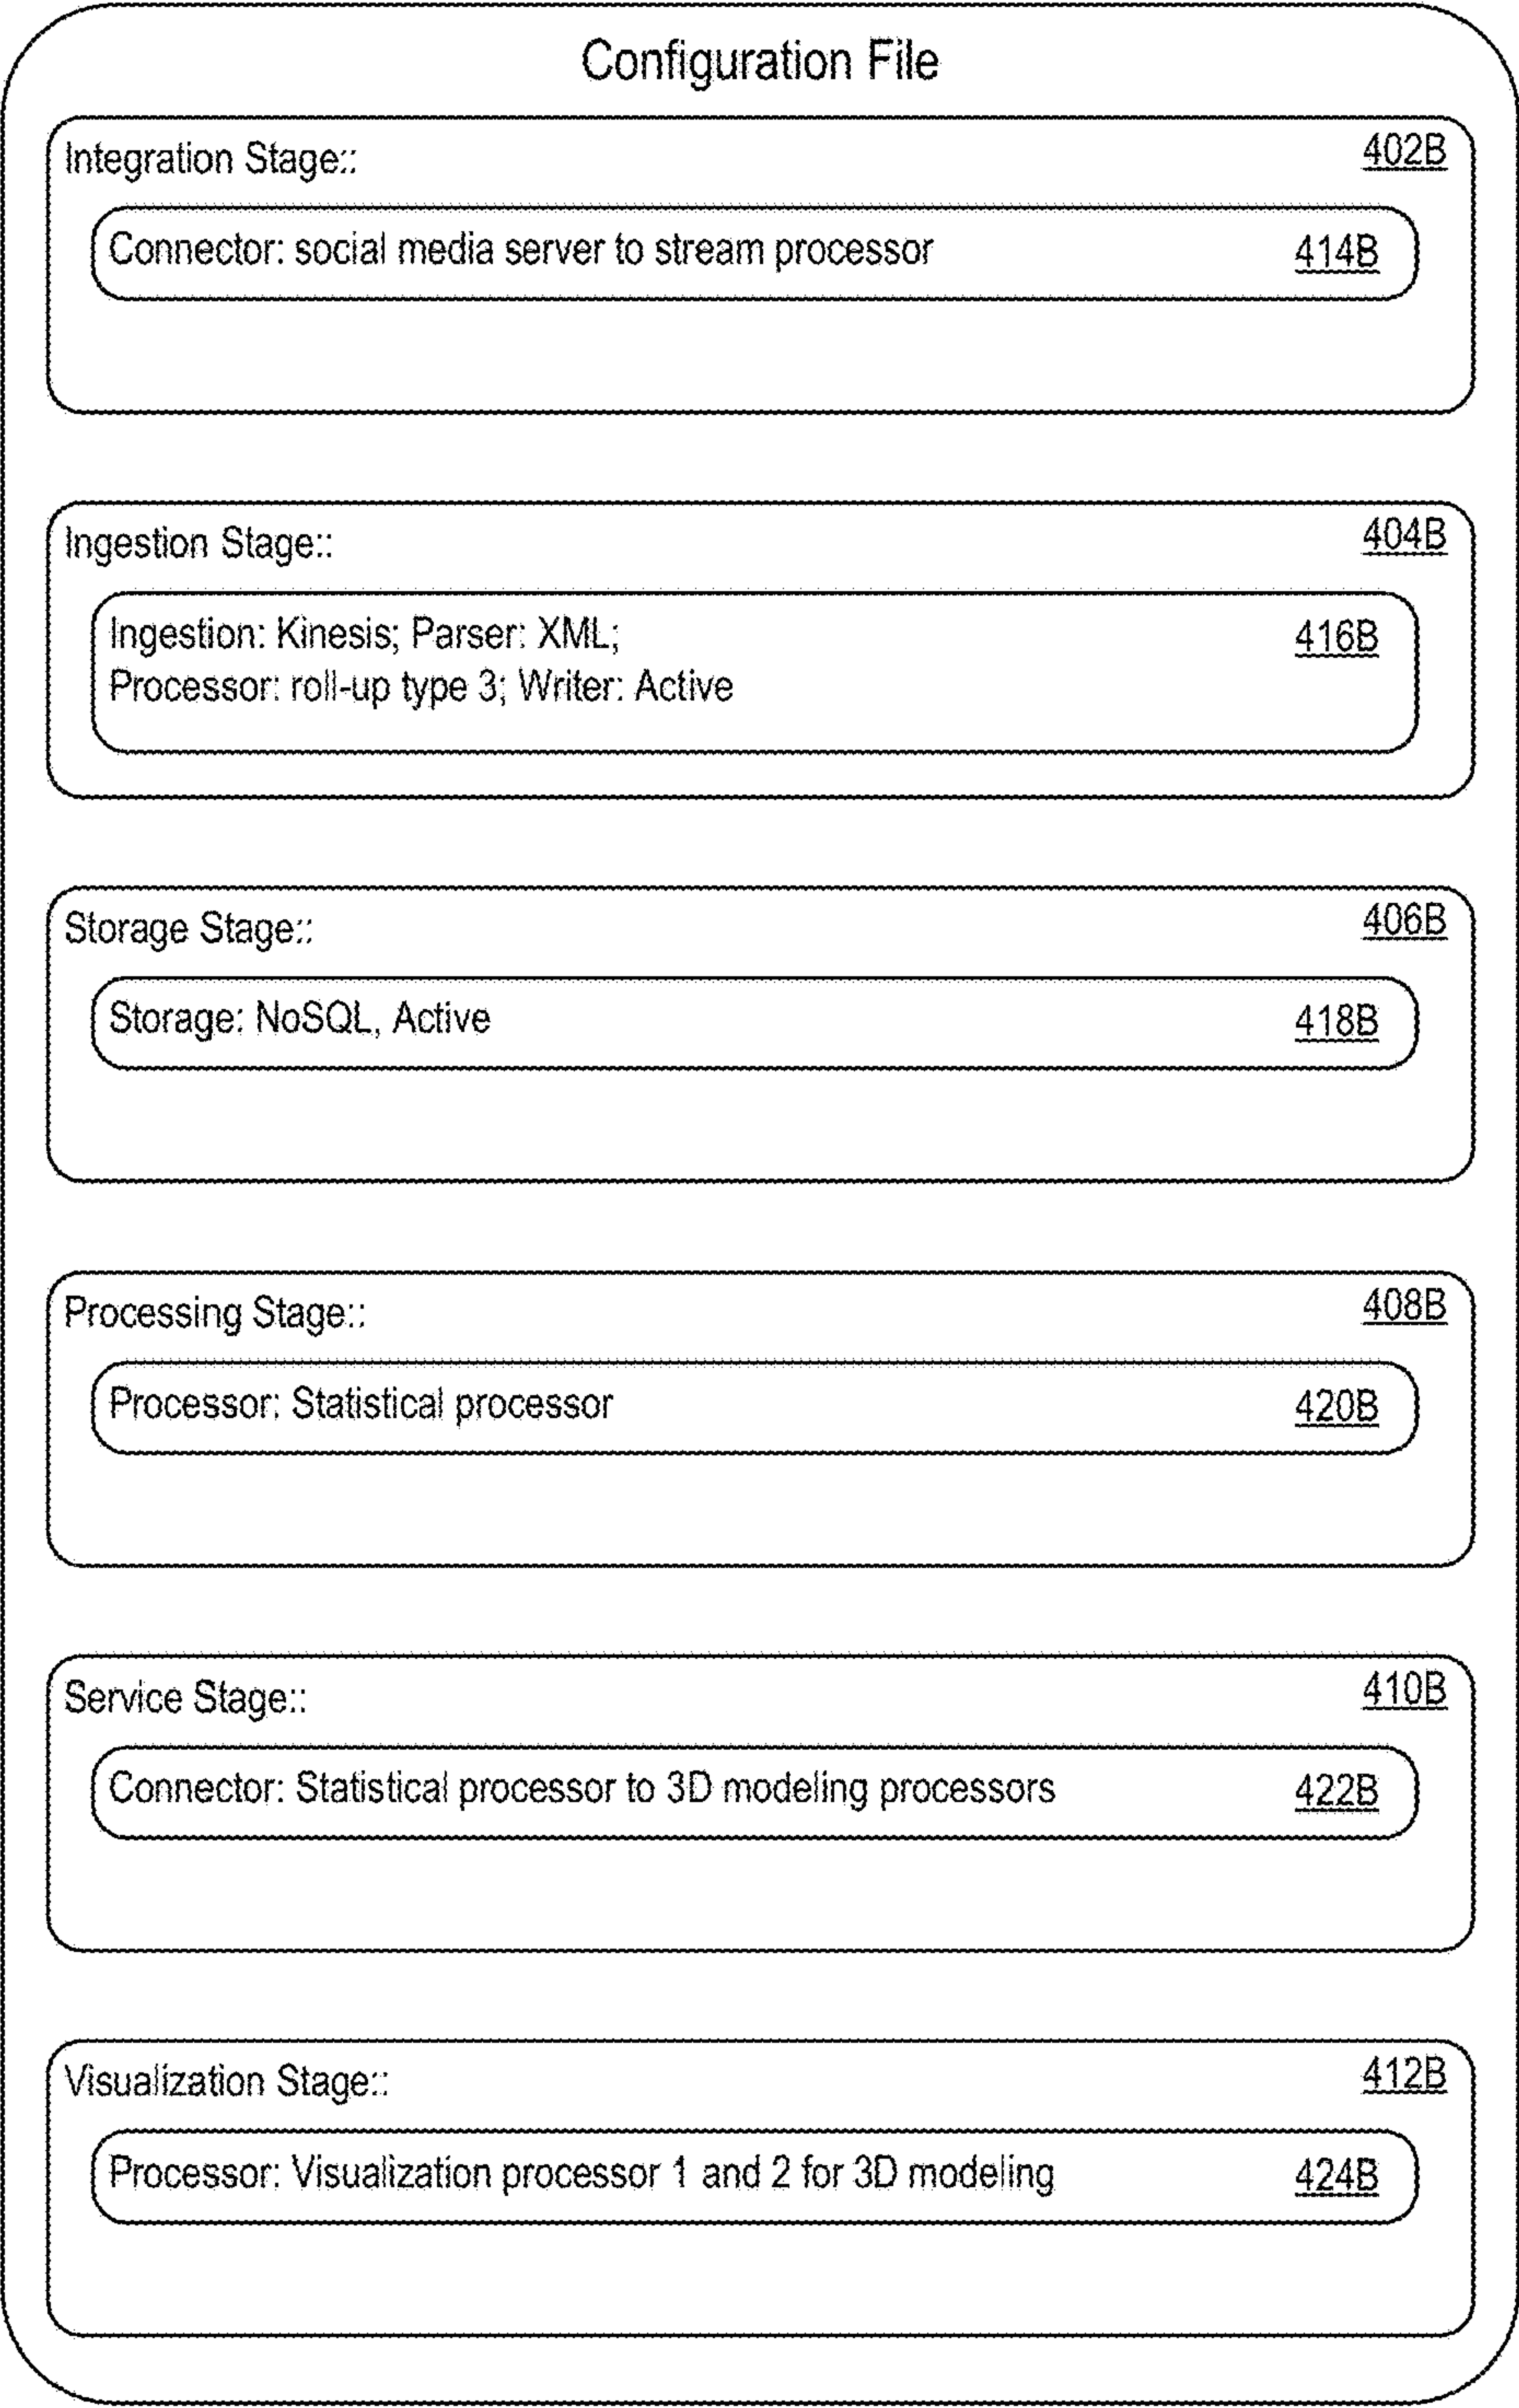 Configuration File
Integration Stage:: 402B
Connector: social media server to stream processor 414B
Ingestion Stage:: 404B
Ingestion: Kinesis; Parser: XML; 416B
Processor: roll-up type 3; Writer: Active
Storage Stage:: 406B
Storage: NoSQL, Active 418B
Processing Stage:: 408B
Processor: Statistical processor 420B
Service Stage:: 410B
Connector: Statistical processor to 3D modeling processors 422B
Visualization Stage:: 412B
Processor: Visualization processor 1 and 2 for 3D modeling 424B